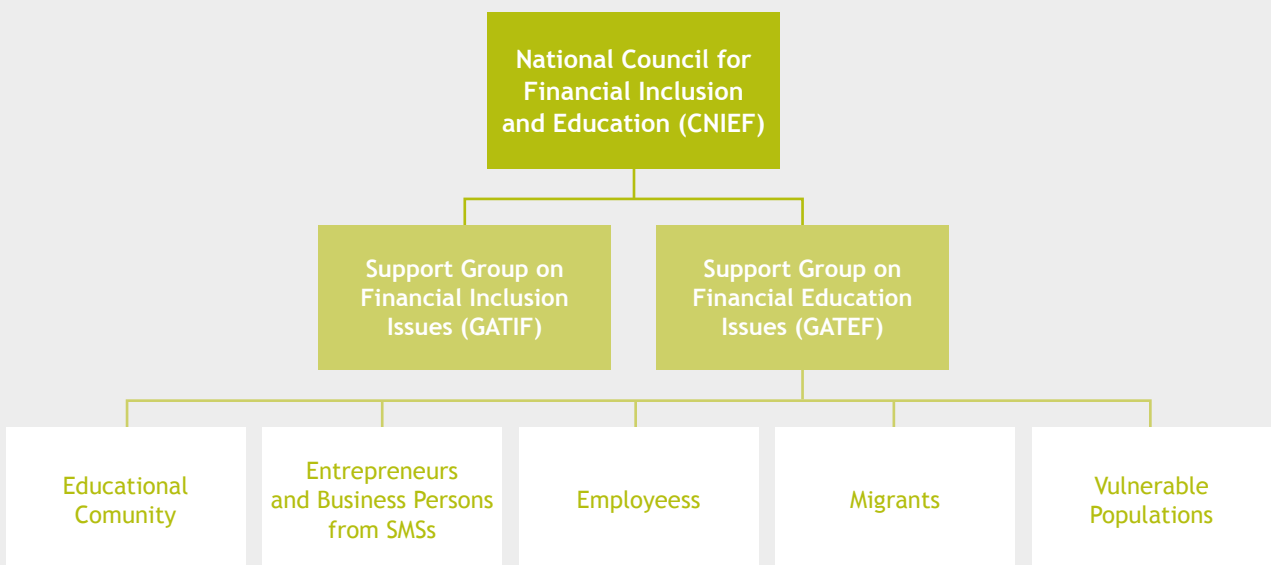 National Council for
Financial Inclusion
and Education (CNIEF)
Support Group on
Financial Inclusion
Issues (GATIF)
Support Group on
Financial Education
Issues (GATEF)
Educational
Comunity
Entrepreneurs
and Business Persons
from SMSs
Employeess
Migrants
Vulnerable
Populations